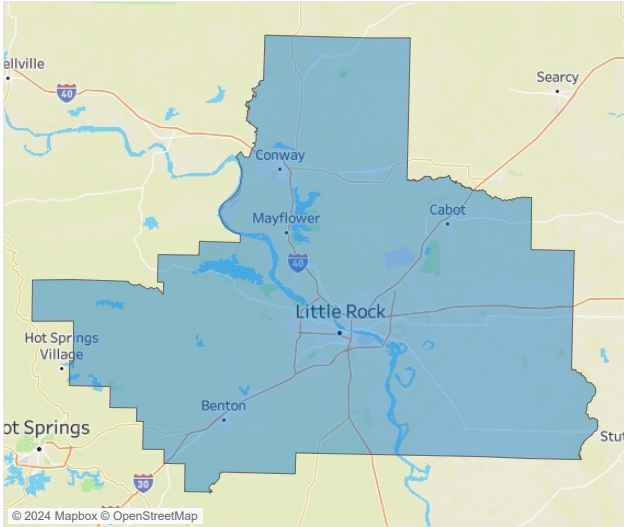 ellville
40
Searcy
Conway
Mayflower
Cabot
40
Little Rock
Hot Springs
Village
Benton
ot Springs
Stut
30
© 2024 Mapbox © OpenStreetMap